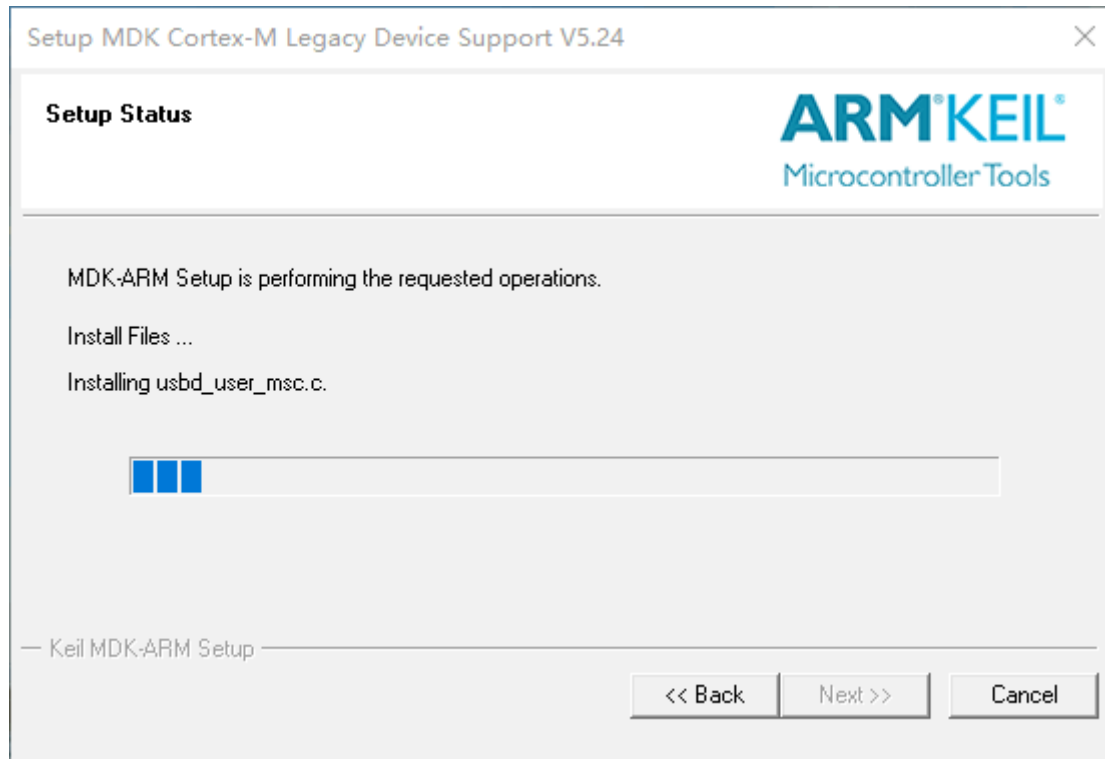 Setup MDK Cortex-M Legacy Device Support V5.24
Setup Status
ARM® KEIL®
Microcontroller Tools
MDK-ARM Setup is performing the requested operations.
Install Files ...
Installing usbd_user_msc.c.
Keil MDK-ARM Setup
<< Back
Next >>
Cancel